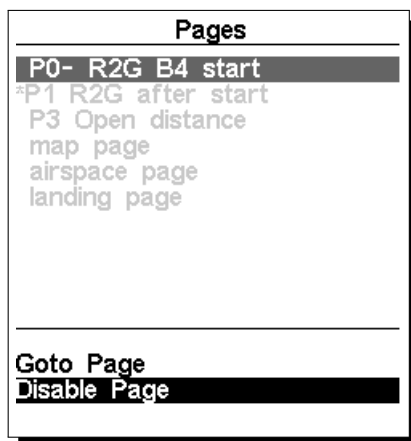 Pages
P0- R2G B4 start
*P1 R2G after start
P3 Open distance
map page
airspace page
landing page
Goto Page
Disable Page